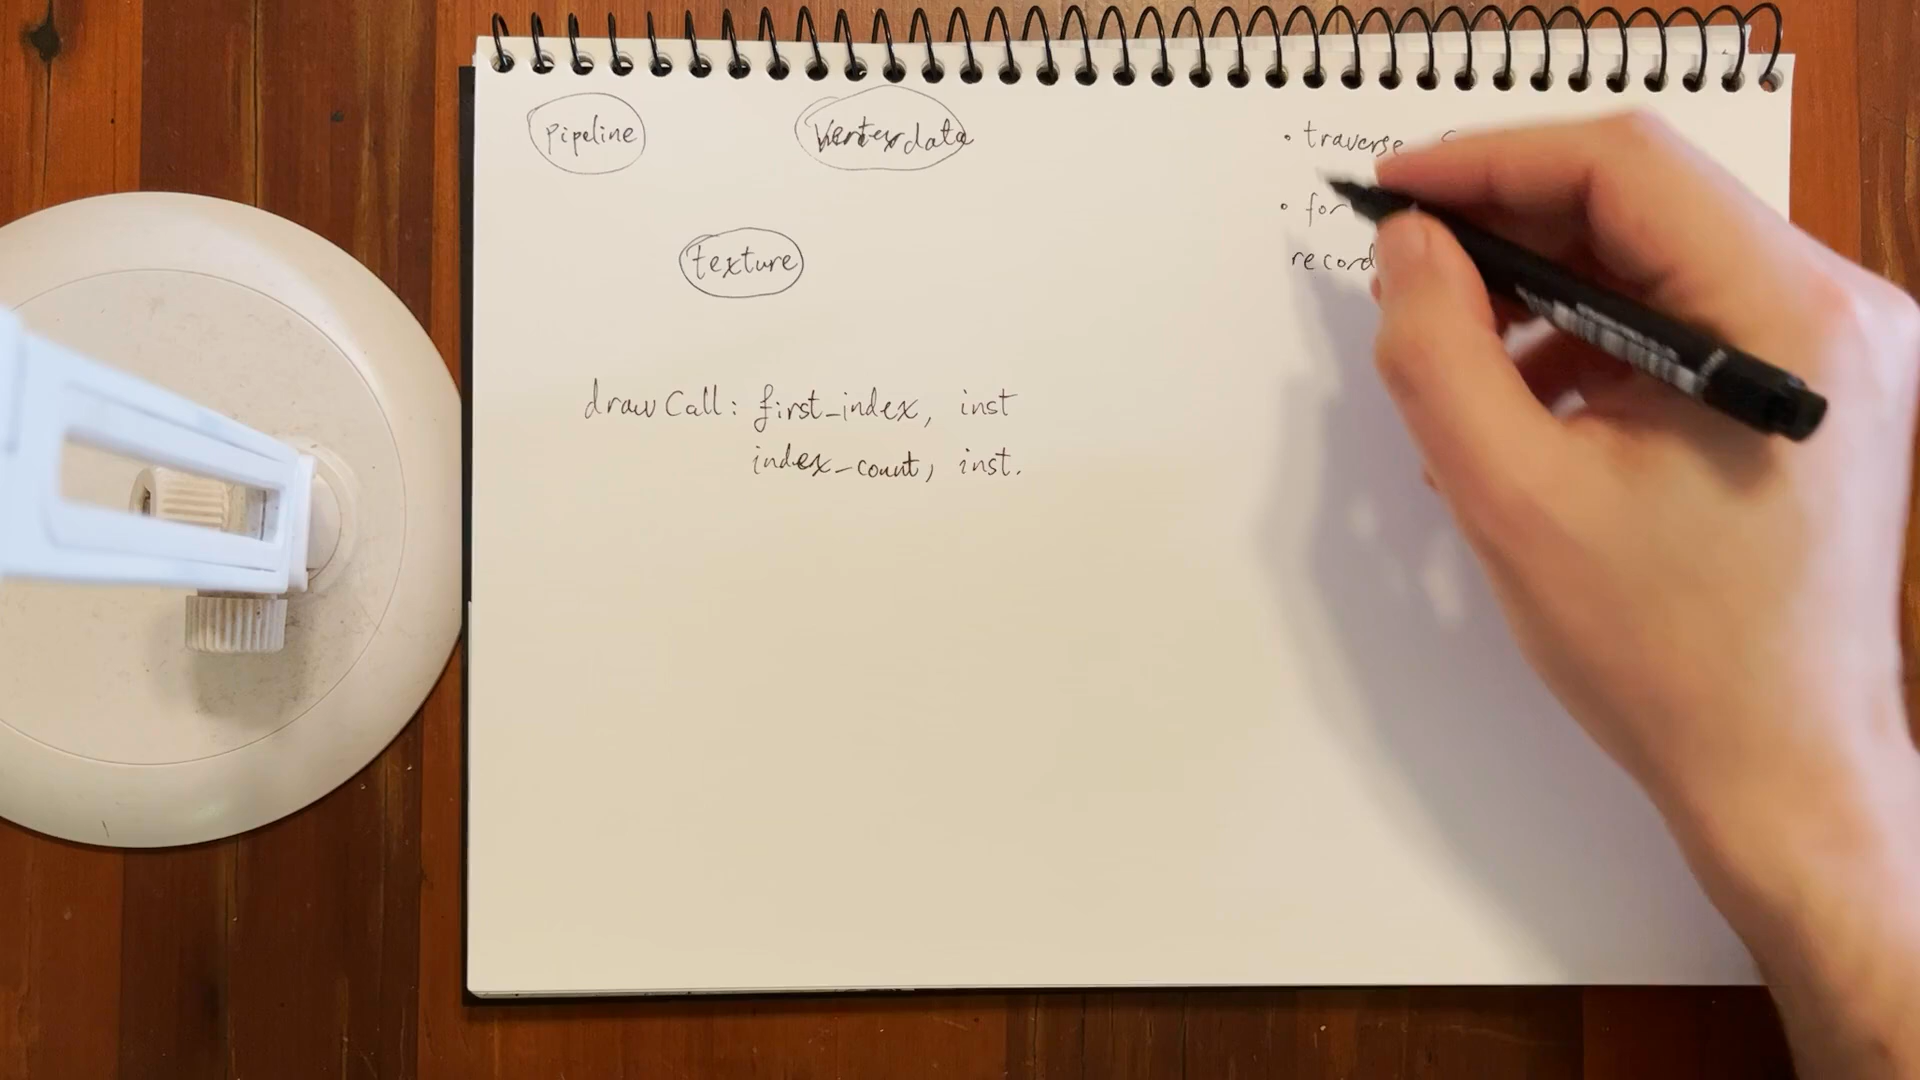 pipeline
Vertex data
texture
drawCall: first_index, inst
index_count, inst.
• traverse
• for
record